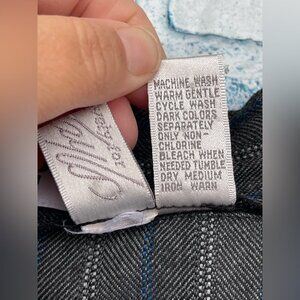 MACHINE WASH
WARM GENTLE
CYCLE WASH
DARK COLORS
SEPARATELY
ONLY NON-
CHLORINE
BLEACH WHEN
NEEDED TUMBLE
DRY MEDIUM
IRON WARN